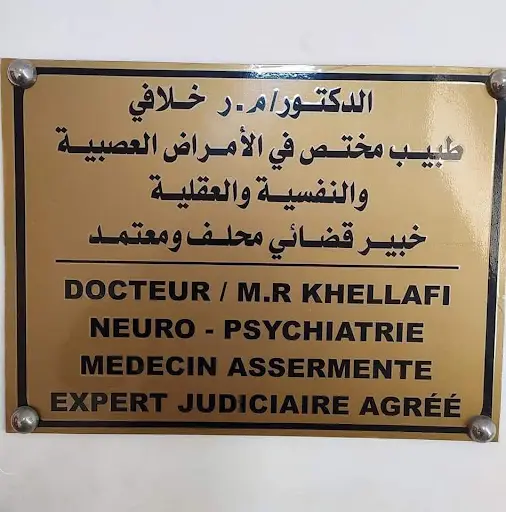 الدكتور/م.ر خلافي
طبيب مختص في الأمراض العصبية
والنفسية والعقلية
خبير قضائي محلف ومعتمد
DOCTEUR / M.R KHELLAFI
NEURO - PSYCHIATRIE
MEDECIN ASSERMENTE
EXPERT JUDICIAIRE AGRÉÉ